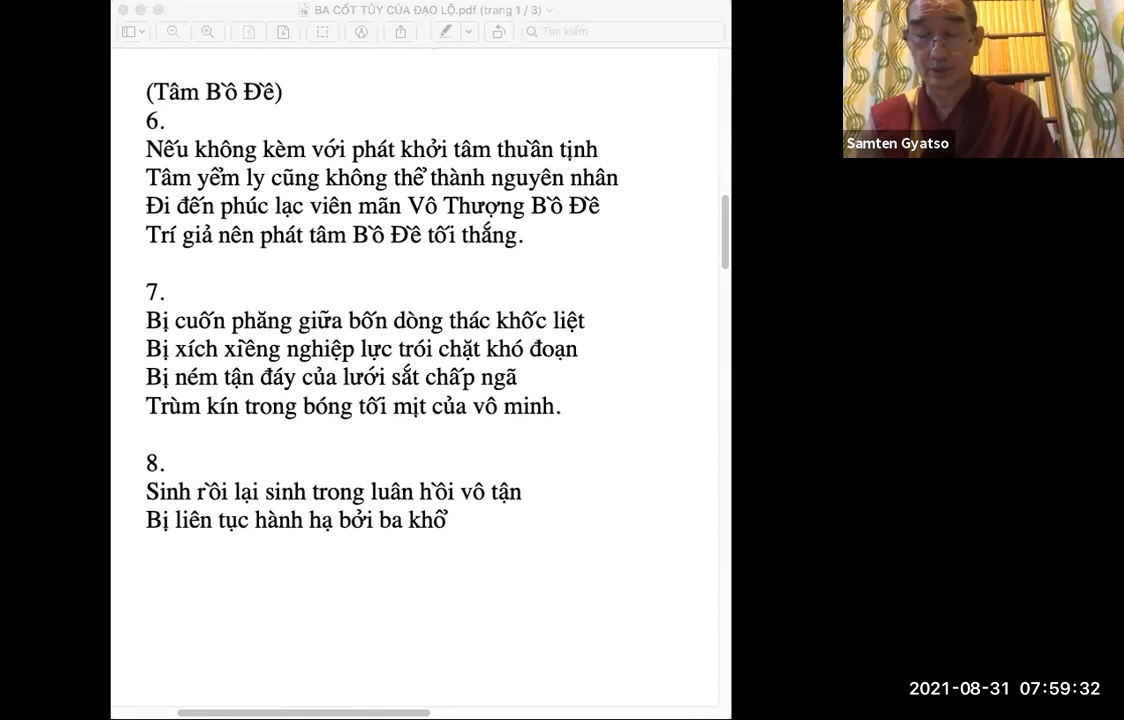 BA CỐT TỦY CỦA ĐẠO LỘ.pdf (trang 1 / 3)
Tìm kiếm
(Tâm Bồ Đề)
6.
Nếu không kèm với phát khởi tâm thuần tịnh
Tâm yểm ly cũng không thể thành nguyên nhân
Đi đến phúc lạc viên mãn Vô Thượng Bồ Đề
Trí giả nên phát tâm Bồ Đề tối thắng.
7.
Bị cuốn phăng giữa bốn dòng thác khốc liệt
Bị xích xiềng nghiệp lực trói chặt khó đoạn
Bị ném tận đáy của lưới sắt chấp ngã
Trùm kín trong bóng tối mịt của vô minh.
8.
Sinh rồi lại sinh trong luân hồi vô tận
Bị liên tục hành hạ bởi ba khổ
Samten Gyatso
2021-08-31 07:59:32